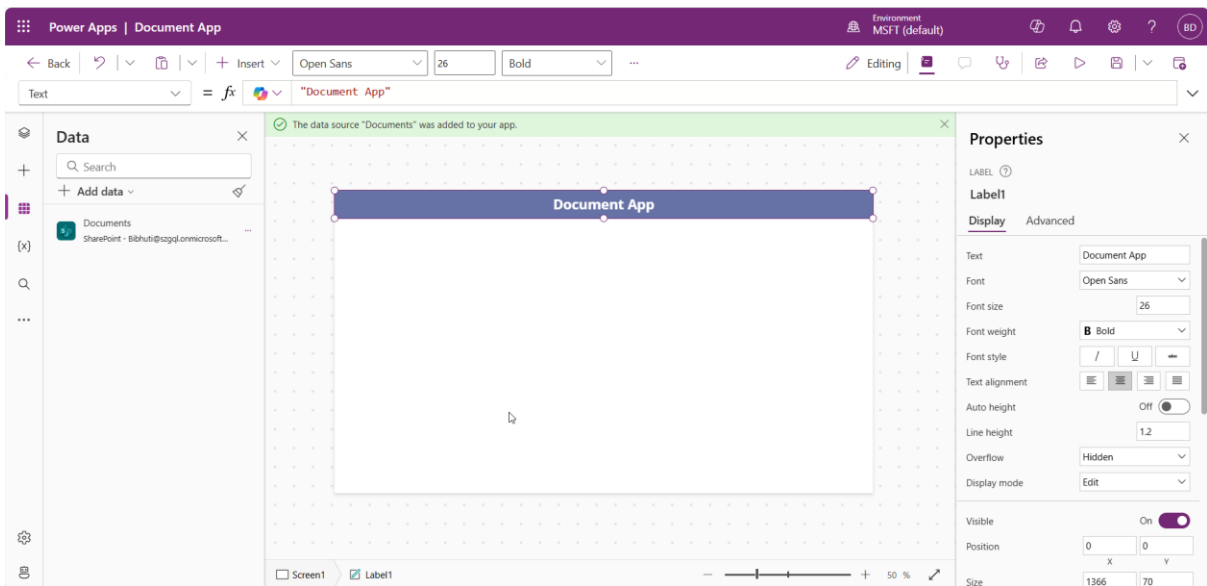 Power Apps | Document App
Environment
MSFT (default)
BD
Back
Insert
Open Sans
26
Bold
...
Editing
Text
= fx
"Document App"
Data
Search
Add data
Documents
SharePoint - Bibhuti@szgql.onmicrosoft...
{x}
The data source "Documents" was added to your app.
Document App
Properties
LABEL
Label1
Display Advanced
Text Document App
Font Open Sans
Font size 26
Font weight B Bold
Font style / U abc
Text alignment
Auto height Off
Line height 1.2
Overflow Hidden
Display mode Edit
Visible On
Position 0 0
X Y
Size 1366 70
Screen1 Label1
50 %